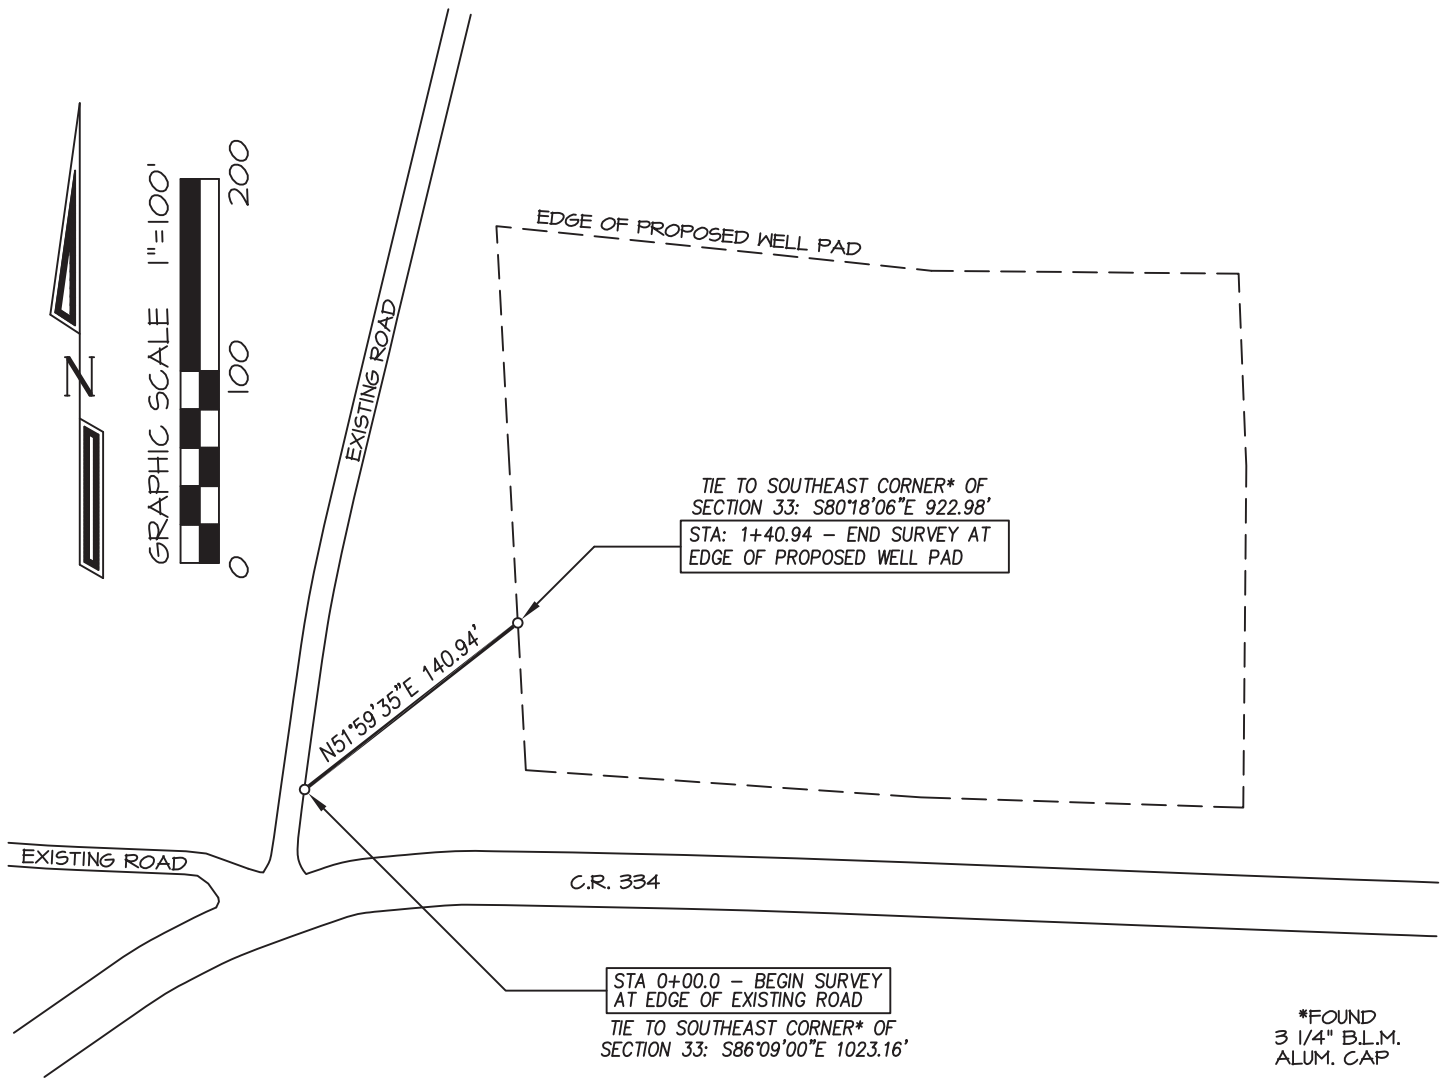 N
GRAPHIC SCALE 1"=100'
0
100
200
EDGE OF PROPOSED WELL PAD
EXISTING ROAD
TIE TO SOUTHEAST CORNER* OF
SECTION 33: S80°18'06"E 922.98'
STA: 1+40.94 – END SURVEY AT
EDGE OF PROPOSED WELL PAD
N51°59'35"E 140.94'
EXISTING ROAD
C.R. 334
STA 0+00.0 – BEGIN SURVEY
AT EDGE OF EXISTING ROAD
TIE TO SOUTHEAST CORNER* OF
SECTION 33: S86°09'00"E 1023.16'
*FOUND
3 1/4" B.L.M.
ALUM. CAP